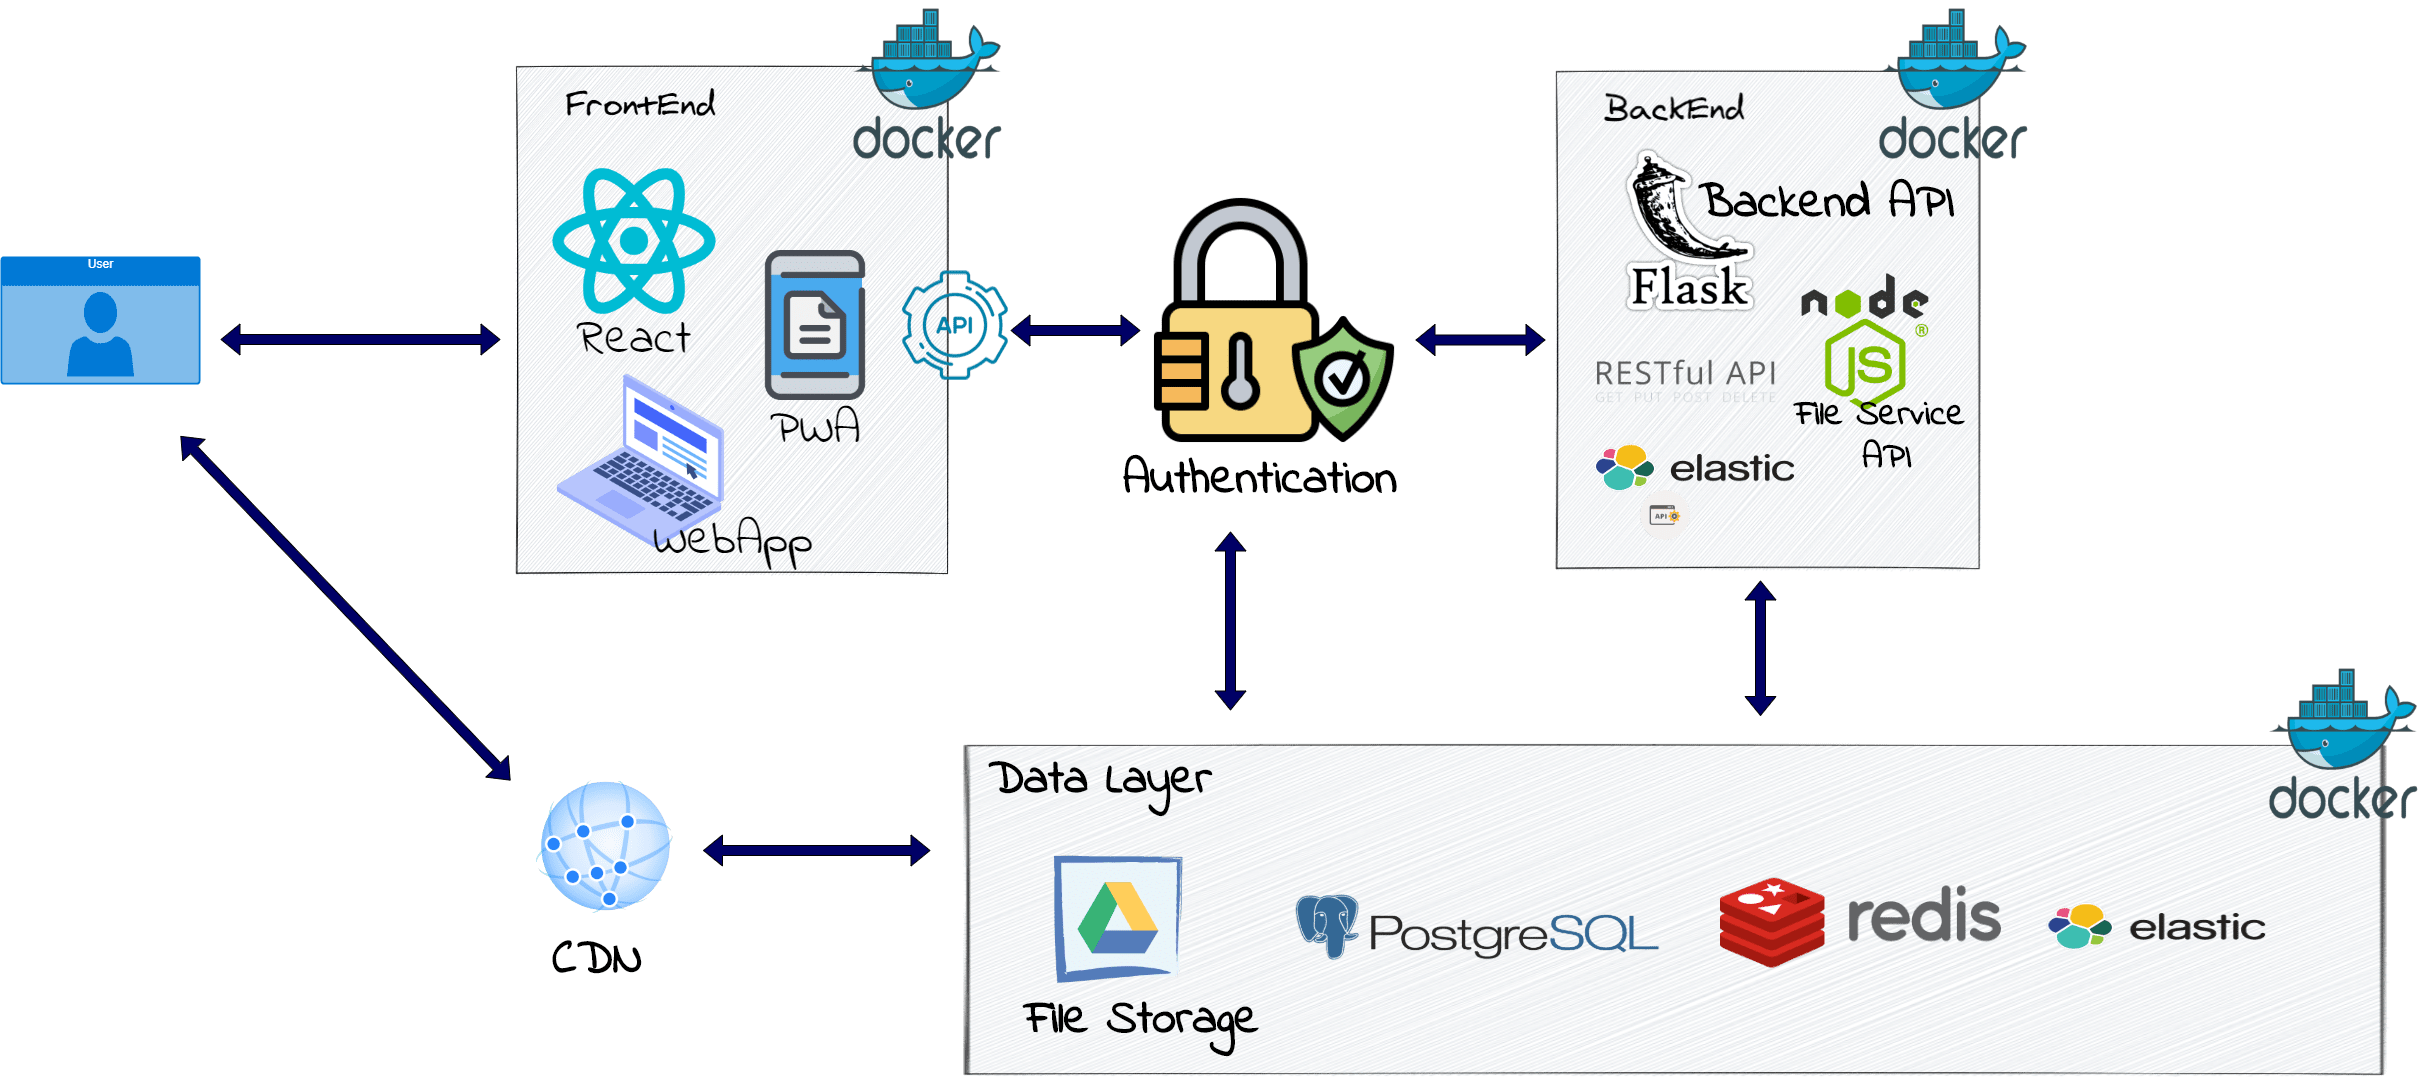 User
FrontEnd
docker
React
PWA
WebApp
API
Authentication
BackEnd
docker
Flask
Backend API
node
JS
®
RESTful API
GET PUT POST DELETE
File Service
API
elastic
API
CDN
Data Layer
docker
File Storage
PostgreSQL
redis
elastic